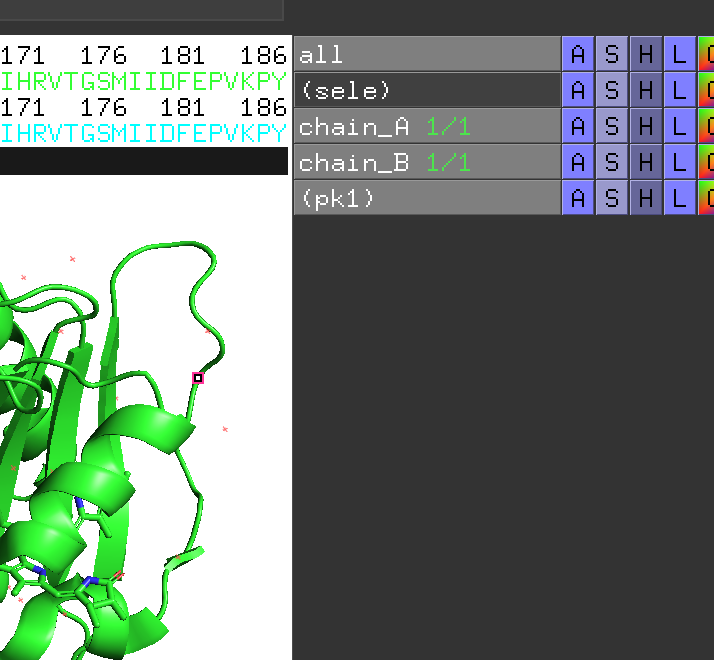 171 176 181 186
IHRVTGSMIIDFEPVKPY
171 176 181 186
IHRVTGSMIIDFEPVKPY
all A S H L C
(sele) A S H L C
chain_A 1/1 A S H L C
chain_B 1/1 A S H L C
(pk1) A S H L C